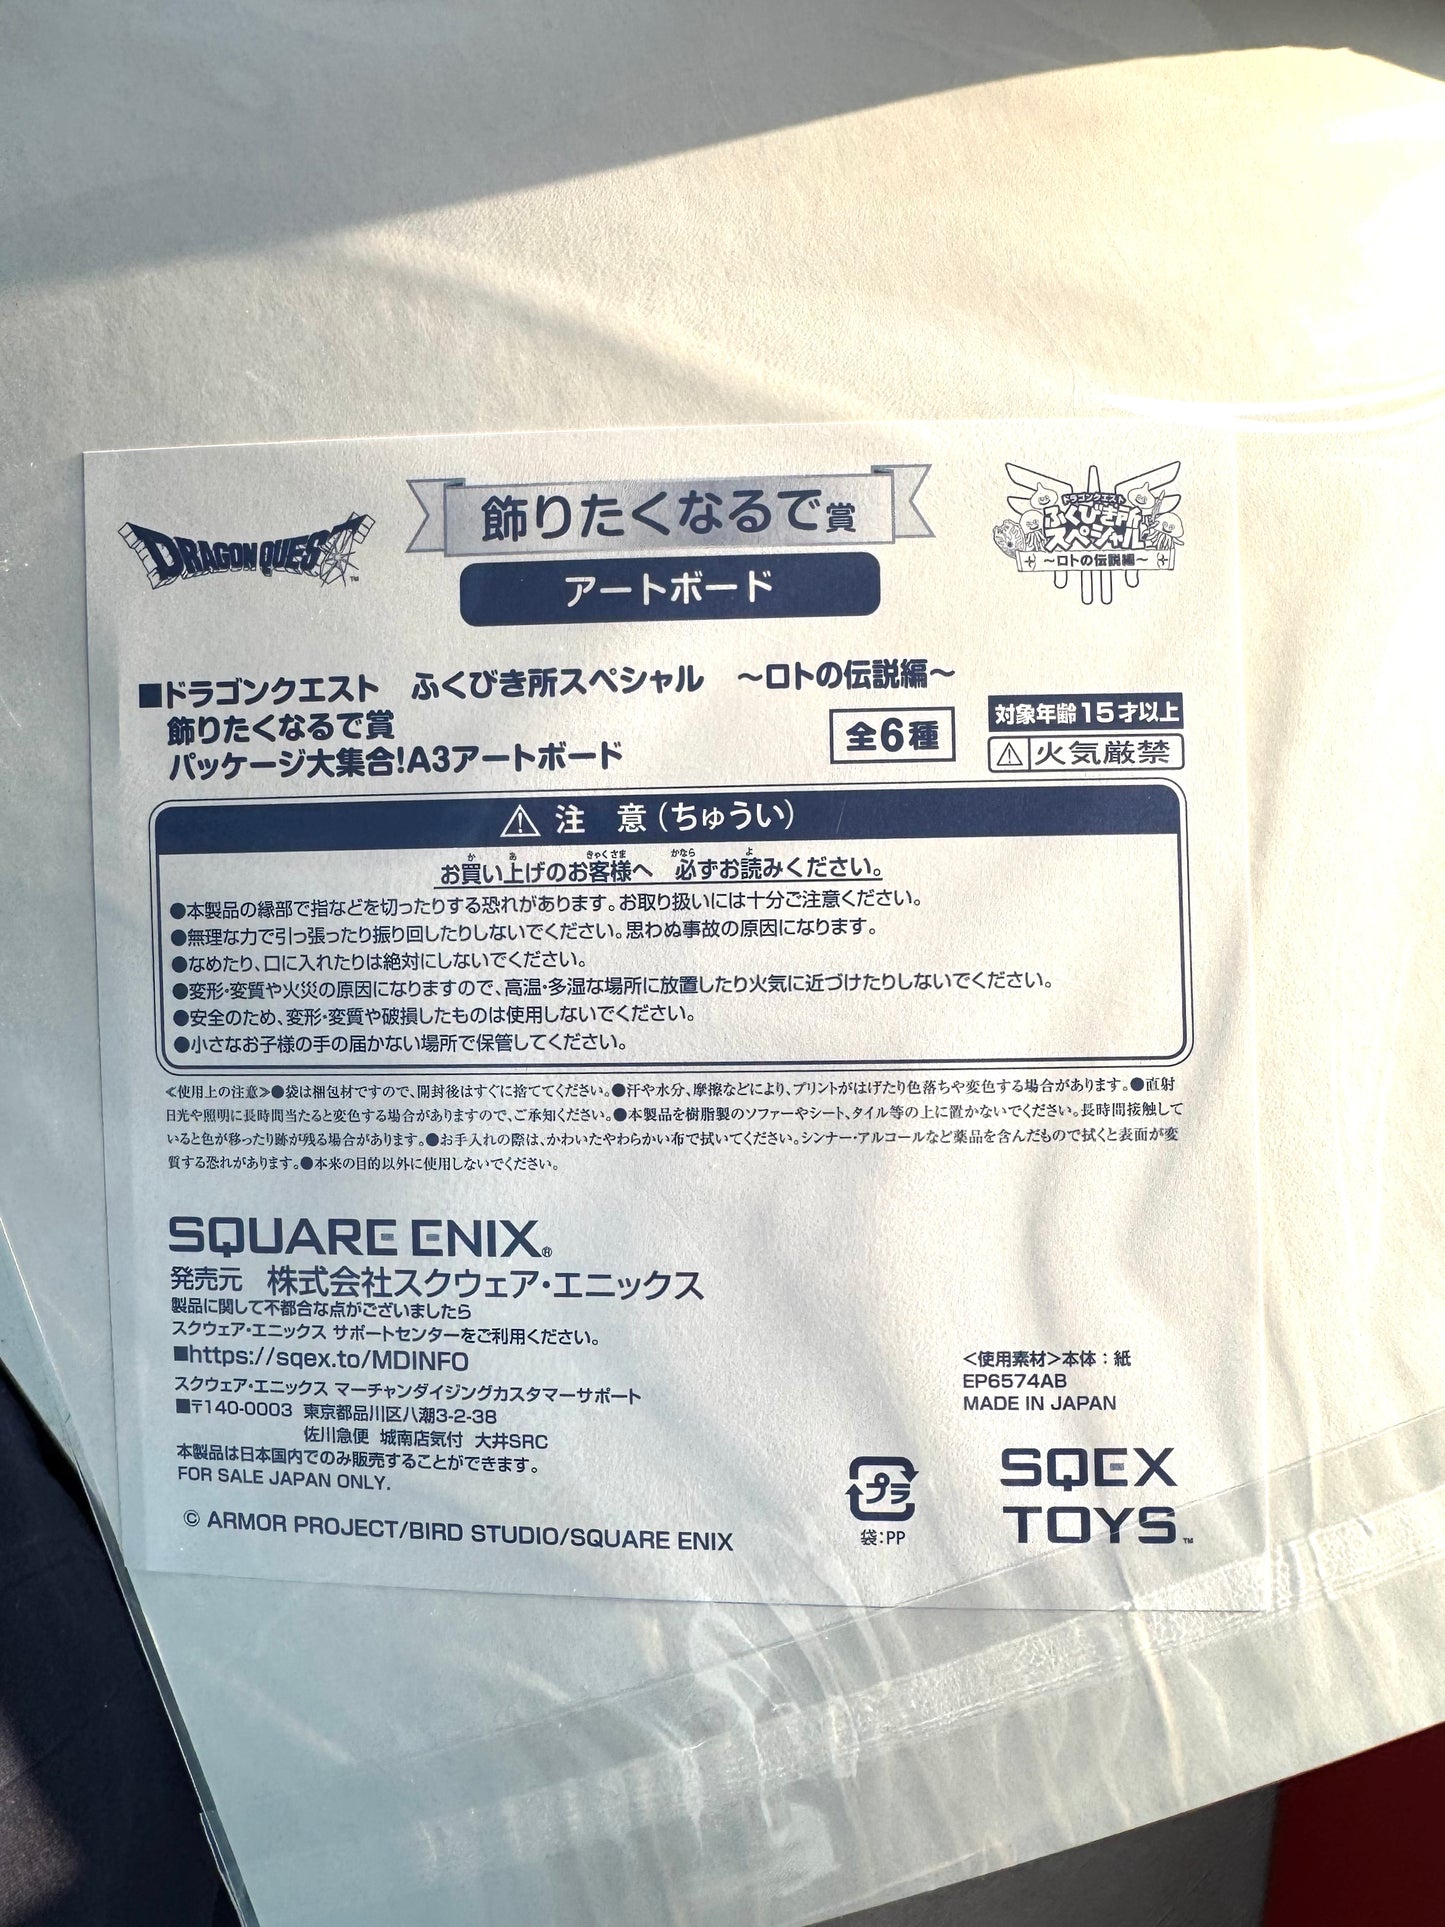 DRAGON QUEST™
飾りたくなるで賞
アートボード
ドラゴンクエスト
ふくびき所
スペシャル
～ロトの伝説編～
■ドラゴンクエスト　ふくびき所スペシャル　～ロトの伝説編～
飾りたくなるで賞
パッケージ大集合!A3アートボード
全6種
対象年齢15才以上
⚠火気厳禁
⚠注　意(ちゅうい)
お買い上げのお客様へ　必ずお読みください。
●本製品の縁部で指などを切ったりする恐れがあります。お取り扱いには十分ご注意ください。
●無理な力で引っ張ったり振り回したりしないでください。思わぬ事故の原因になります。
●なめたり、口に入れたりは絶対にしないでください。
●変形・変質や火災の原因になりますので、高温・多湿な場所に放置したり火気に近づけたりしないでください。
●安全のため、変形・変質や破損したものは使用しないでください。
●小さなお子様の手の届かない場所で保管してください。
≪使用上の注意≫●袋は梱包材ですので、開封後はすぐに捨ててください。●汗や水分、摩擦などにより、プリントがはげたり色落ちや変色する場合があります。●直射
日光や照明に長時間当たると変色する場合がありますので、ご承知ください。●本製品を樹脂製のソファーやシート、タイル等の上に置かないでください。長時間接触して
いると色が移ったり跡が残る場合があります。●お手入れの際は、かわいたやわらかい布で拭いてください。シンナー・アルコールなど薬品を含んだもので拭くと表面が変
質する恐れがあります。●本来の目的以外に使用しないでください。
SQUARE ENIX®
発売元　株式会社スクウェア・エニックス
製品に関して不都合な点がございましたら
スクウェア・エニックス サポートセンターをご利用ください。
■https://sqex.to/MDINFO
スクウェア・エニックス マーチャンダイジングカスタマーサポート
■〒140-0003 東京都品川区八潮3-2-38
佐川急便 城南店気付 大井SRC
本製品は日本国内でのみ販売することができます。
FOR SALE JAPAN ONLY.
© ARMOR PROJECT/BIRD STUDIO/SQUARE ENIX
＜使用素材＞本体：紙
EP6574AB
MADE IN JAPAN
プラ
袋：PP
SQEX
TOYS™